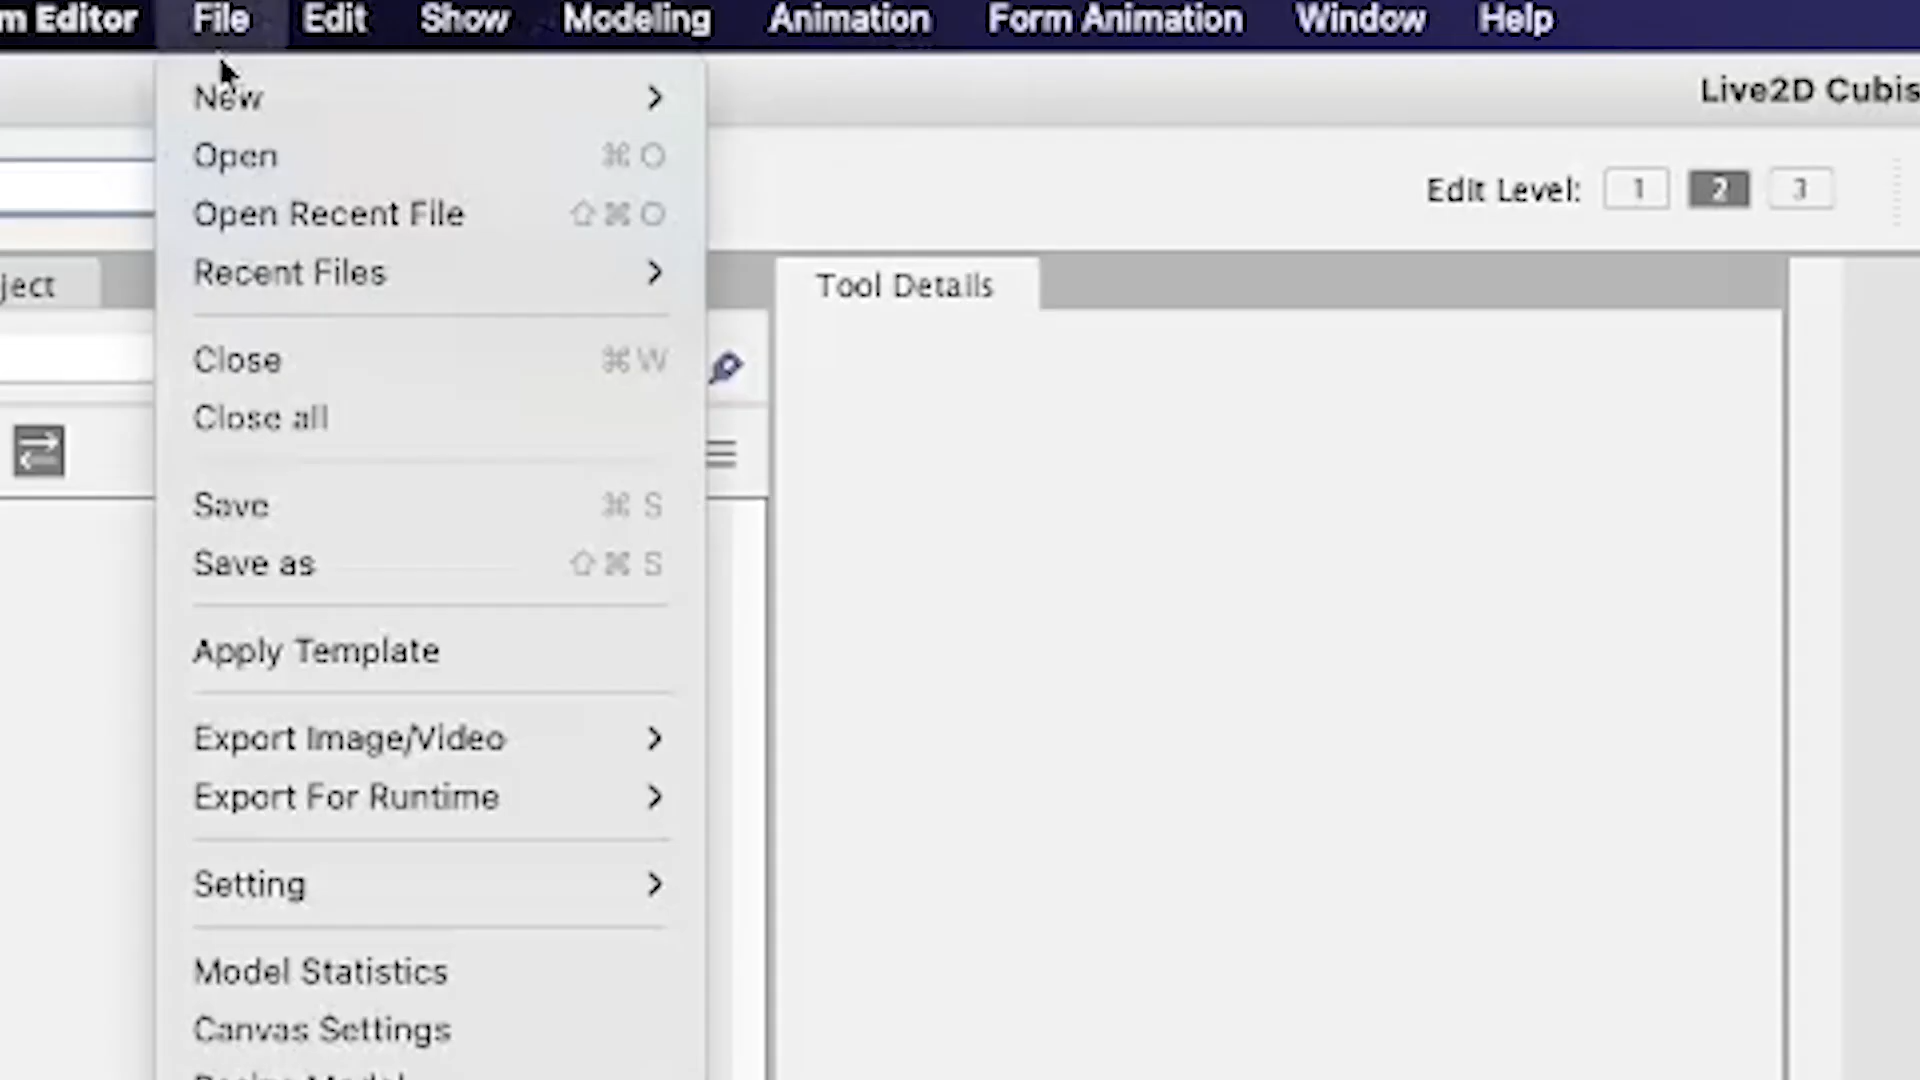 m Editor File Edit Show Modeling Animation Form Animation Window Help
Live2D Cubis
New
Open ⌘ O
Open Recent File ⇧ ⌘ O
Recent Files
Close ⌘ W
Close all
Save ⌘ S
Save as ⇧ ⌘ S
Apply Template
Export Image/Video
Export For Runtime
Setting
Model Statistics
Canvas Settings
Edit Level: 1 2 3
ject
Tool Details